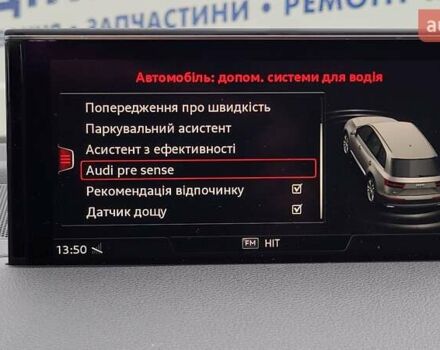 ЗАПЧАСТИНИ • РЕМОНТ
Автомобіль: допом. системи для водія
Попередження про швидкість
Паркувальний асистент
Асистент з ефективності
Audi pre sense
Рекомендація відпочинку
Датчик дощу
13:50
FM HIT